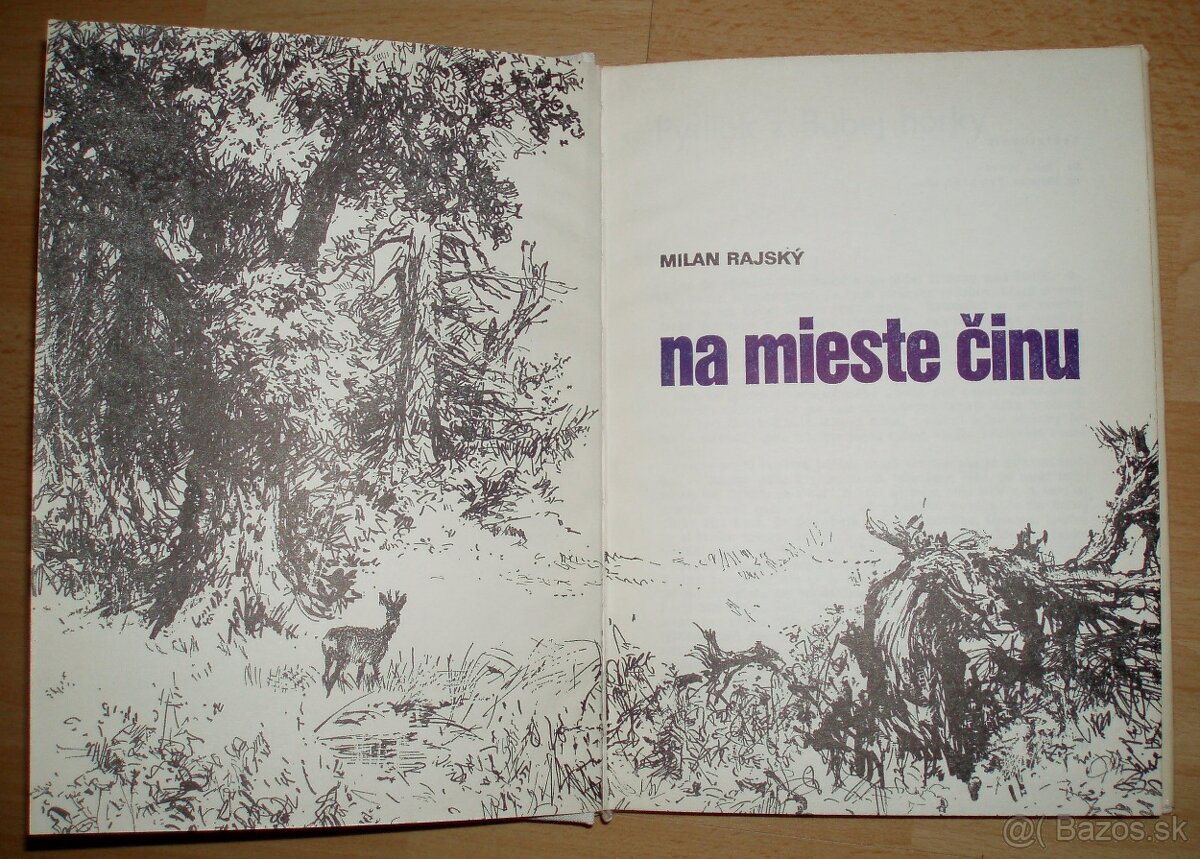 MILAN RAJSKÝ
na mieste činu
@( Bazos.sk